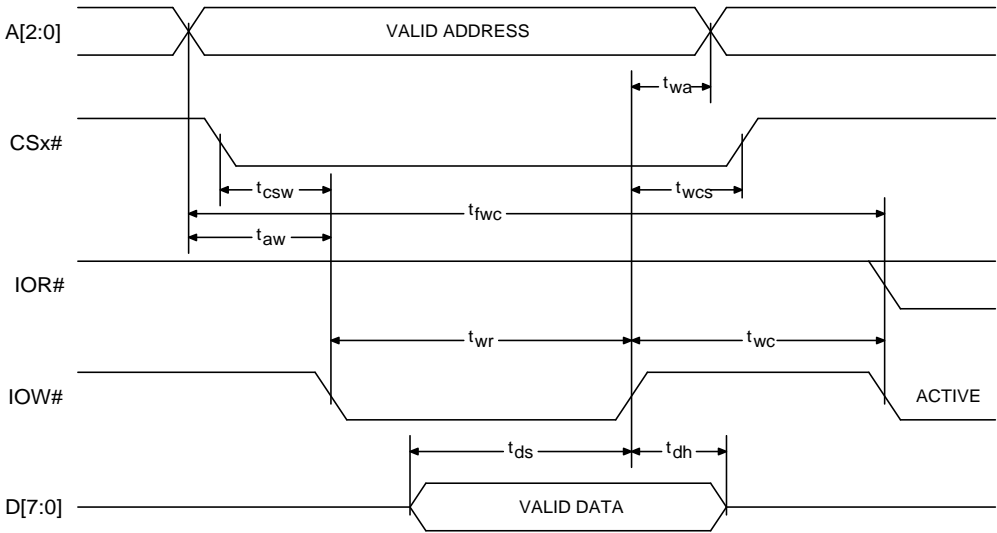 A[2:0]
VALID ADDRESS
twa
CSx#
tcsw
twcs
tfwc
taw
IOR#
twr
twc
IOW#
ACTIVE
tds
tdh
D[7:0]
VALID DATA